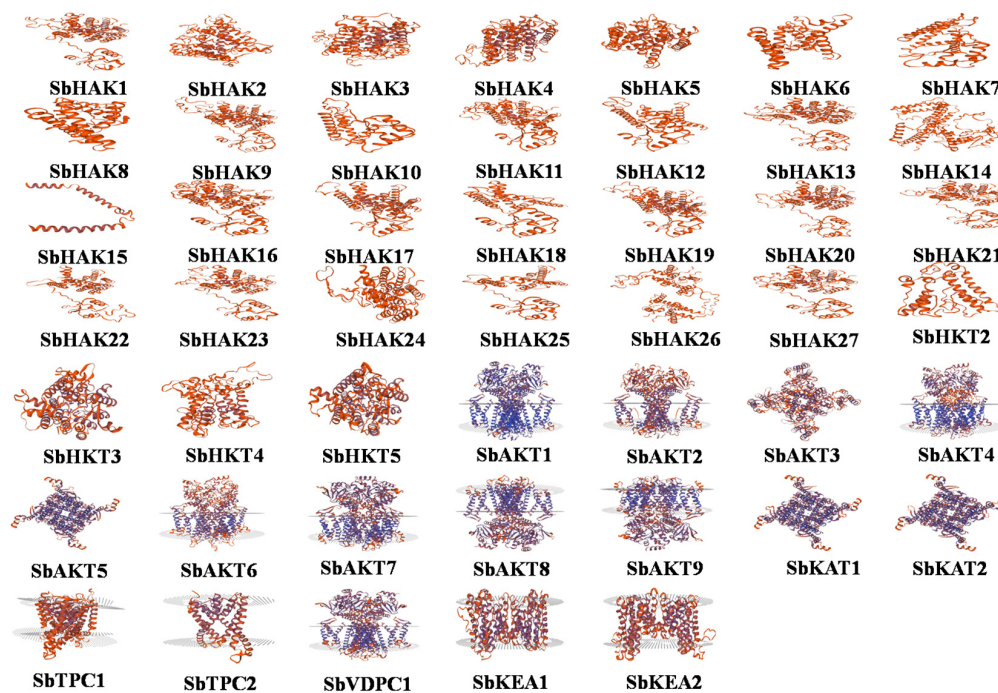 SbHAK1 SbHAK2 SbHAK3 SbHAK4 SbHAK5 SbHAK6 SbHAK7
SbHAK8 SbHAK9 SbHAK10 SbHAK11 SbHAK12 SbHAK13 SbHAK14
SbHAK15 SbHAK16 SbHAK17 SbHAK18 SbHAK19 SbHAK20 SbHAK21
SbHAK22 SbHAK23 SbHAK24 SbHAK25 SbHAK26 SbHAK27 SbHKT2
SbHKT3 SbHKT4 SbHKT5 SbAKT1 SbAKT2 SbAKT3 SbAKT4
SbAKT5 SbAKT6 SbAKT7 SbAKT8 SbAKT9 SbKAT1 SbKAT2
SbTPC1 SbTPC2 SbVDPC1 SbKEA1 SbKEA2